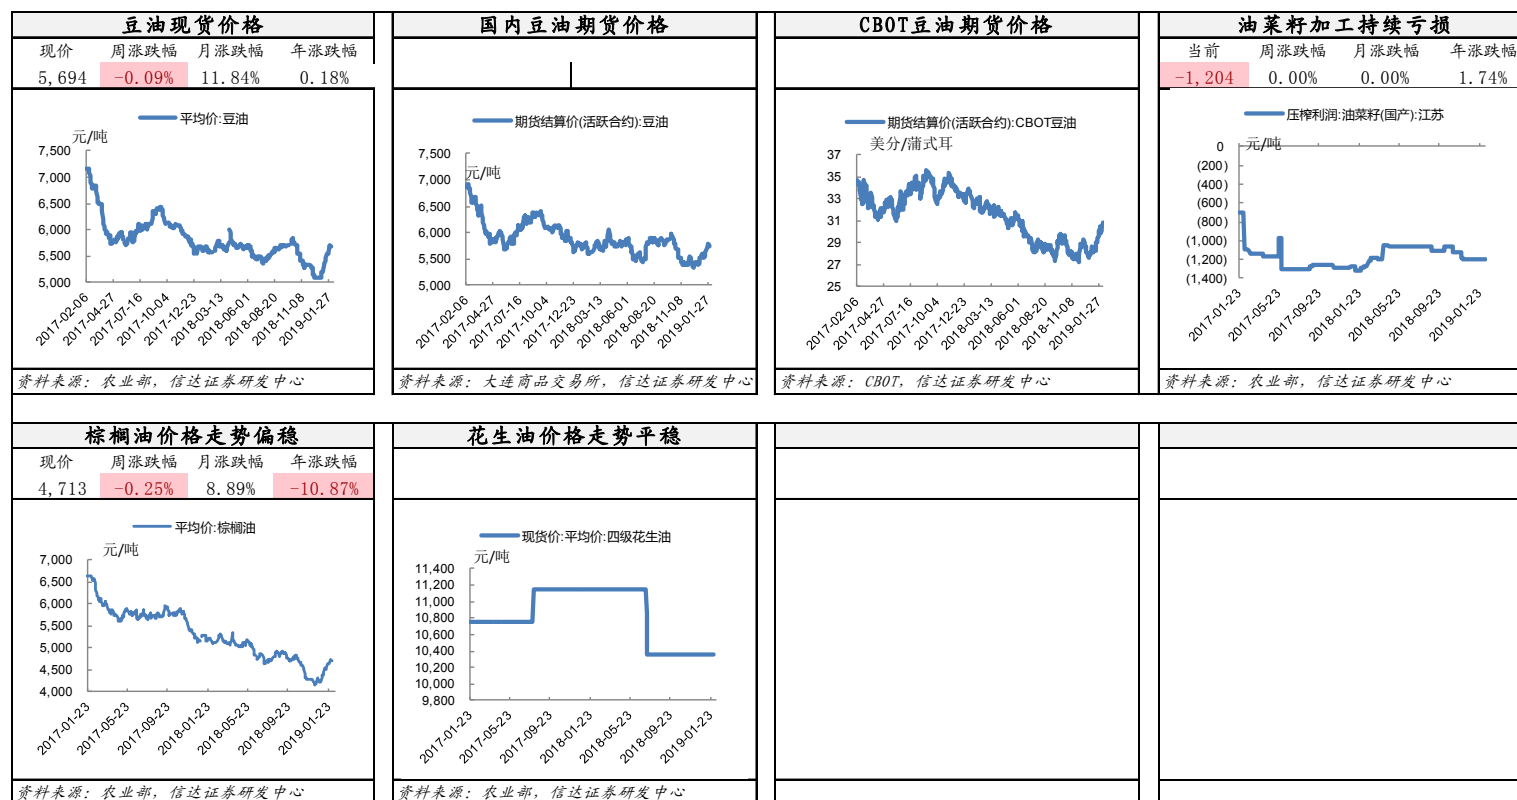 豆油现货价格
现价 周涨跌幅 月涨跌幅 年涨跌幅
5,694 -0.09% 11.84% 0.18%
平均价:豆油
元/吨
7,500
7,000
6,500
6,000
5,500
5,000
2017-02-06 2017-04-27 2017-07-16 2017-10-04 2017-12-23 2018-03-13 2018-06-01 2018-08-20 2018-11-08 2019-01-27
资料来源：农业部，信达证券研发中心
国内豆油期货价格
期货结算价(活跃合约):豆油
元/吨
7,500
7,000
6,500
6,000
5,500
5,000
2017-02-06 2017-04-27 2017-07-16 2017-10-04 2017-12-23 2018-03-13 2018-06-01 2018-08-20 2018-11-08 2019-01-27
资料来源：大连商品交易所，信达证券研发中心
CBOT豆油期货价格
期货结算价(活跃合约):CBOT豆油
美分/蒲式耳
37
35
33
31
29
27
25
2017-02-06 2017-04-27 2017-07-16 2017-10-04 2017-12-23 2018-03-13 2018-06-01 2018-08-20 2018-11-08 2019-01-27
资料来源：CBOT，信达证券研发中心
油菜籽加工持续亏损
当前 周涨跌幅 月涨跌幅 年涨跌幅
-1,204 0.00% 0.00% 1.74%
压榨利润:油菜籽(国产):江苏
元/吨
0
(200)
(400)
(600)
(800)
(1,000)
(1,200)
(1,400)
2017-01-23 2017-05-23 2017-09-23 2018-01-23 2018-05-23 2018-09-23 2019-01-23
资料来源：农业部，信达证券研发中心
棕榈油价格走势偏稳
现价 周涨跌幅 月涨跌幅 年涨跌幅
4,713 -0.25% 8.89% -10.87%
平均价:棕榈油
元/吨
7,000
6,500
6,000
5,500
5,000
4,500
4,000
2017-01-23 2017-05-23 2017-09-23 2018-01-23 2018-05-23 2018-09-23 2019-01-23
资料来源：农业部，信达证券研发中心
花生油价格走势平稳
现货价:平均价:四级花生油
元/吨
11,400
11,200
11,000
10,800
10,600
10,400
10,200
10,000
9,800
2017-01-23 2017-05-23 2017-09-23 2018-01-23 2018-05-23 2018-09-23 2019-01-23
资料来源：农业部，信达证券研发中心